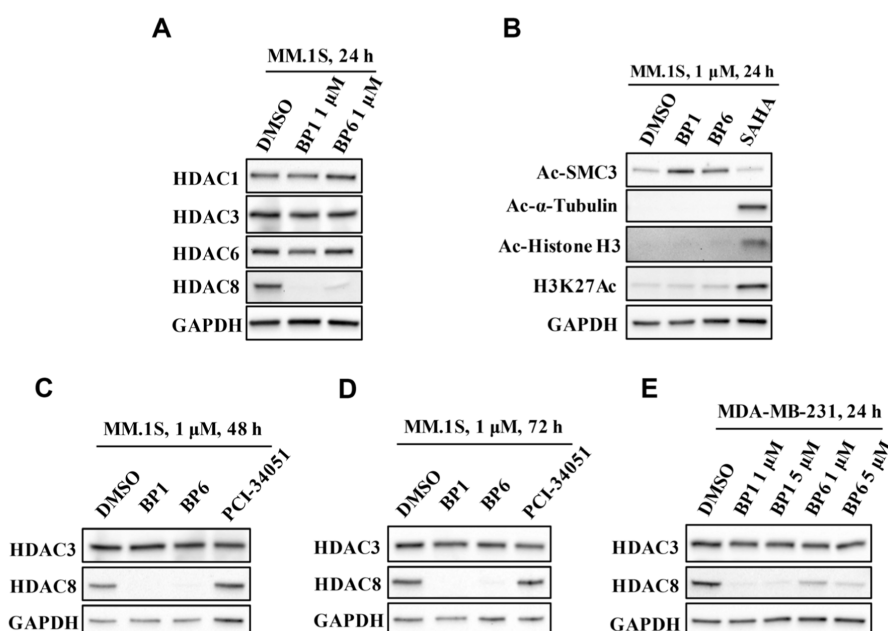 A
MM.1S, 24 h
DMSO
BP1 1 μM
BP6 1 μM
HDAC1
HDAC3
HDAC6
HDAC8
GAPDH
B
MM.1S, 1 μM, 24 h
DMSO
BP1
BP6
SAHA
Ac-SMC3
Ac-α-Tubulin
Ac-Histone H3
H3K27Ac
GAPDH
C
MM.1S, 1 μM, 48 h
DMSO
BP1
BP6
PCI-34051
HDAC3
HDAC8
GAPDH
D
MM.1S, 1 μM, 72 h
DMSO
BP1
BP6
PCI-34051
HDAC3
HDAC8
GAPDH
E
MDA-MB-231, 24 h
DMSO
BP1 1 μM
BP1 5 μM
BP6 1 μM
BP6 5 μM
HDAC3
HDAC8
GAPDH